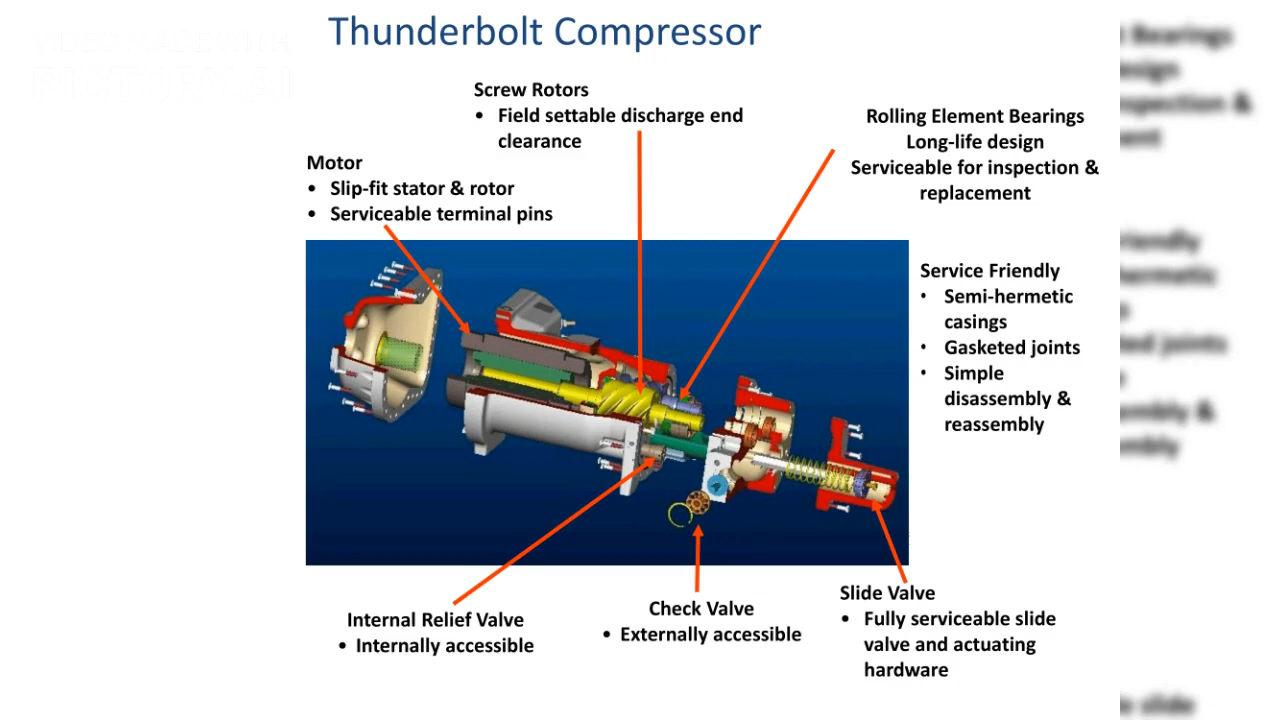 Thunderbolt Compressor
Screw Rotors
• Field settable discharge end
clearance
Motor
• Slip-fit stator & rotor
• Serviceable terminal pins
Rolling Element Bearings
Long-life design
Serviceable for inspection &
replacement
Service Friendly
• Semi-hermetic
casings
• Gasketed joints
• Simple
disassembly &
reassembly
Internal Relief Valve
• Internally accessible
Check Valve
• Externally accessible
Slide Valve
• Fully serviceable slide
valve and actuating
hardware